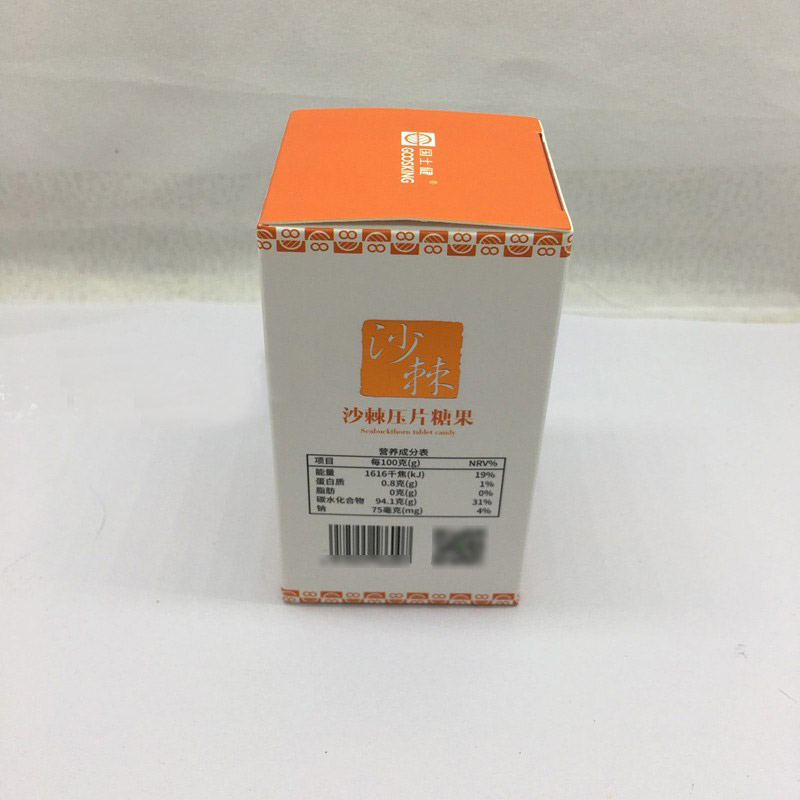 国士健
GOOSKING
®
沙棘
沙棘压片糖果
Seabuckthorn tablet candy
营养成分表
项目 每100克(g) NRV%
能量 1616千焦(kJ) 19%
蛋白质 0.8克(g) 1%
脂肪 0克(g) 0%
碳水化合物 94.1克(g) 31%
钠 75毫克(mg) 4%